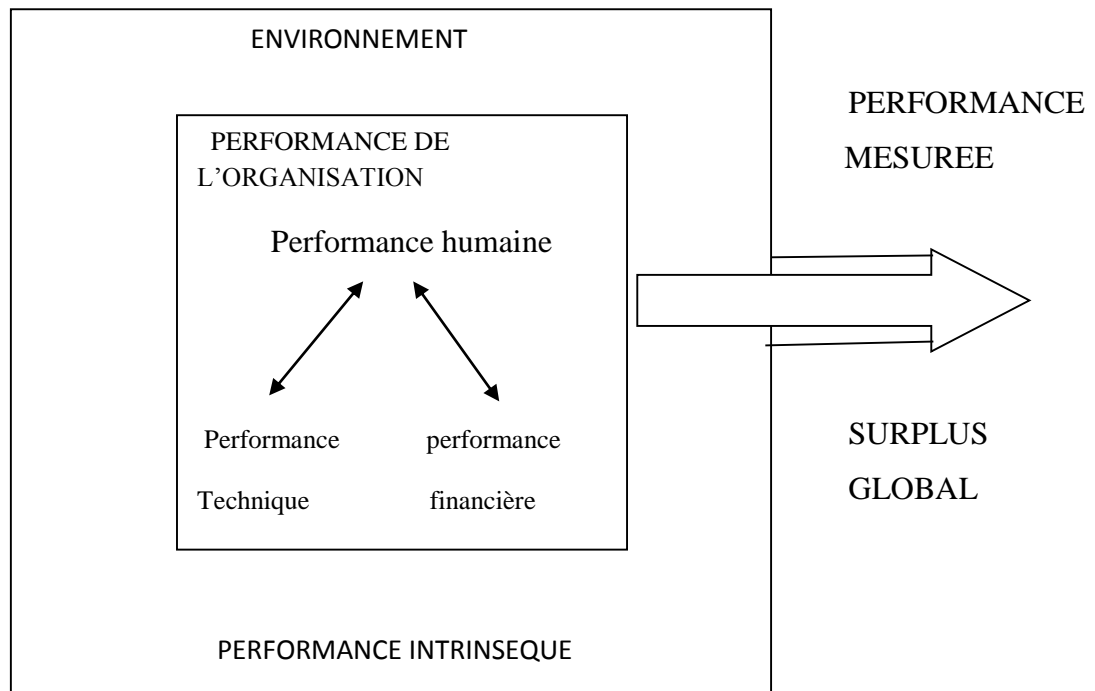 ENVIRONNEMENT
PERFORMANCE
MESUREE
PERFORMANCE DE
L’ORGANISATION
Performance humaine
Performance performance
Technique financière
SURPLUS
GLOBAL
PERFORMANCE INTRINSEQUE